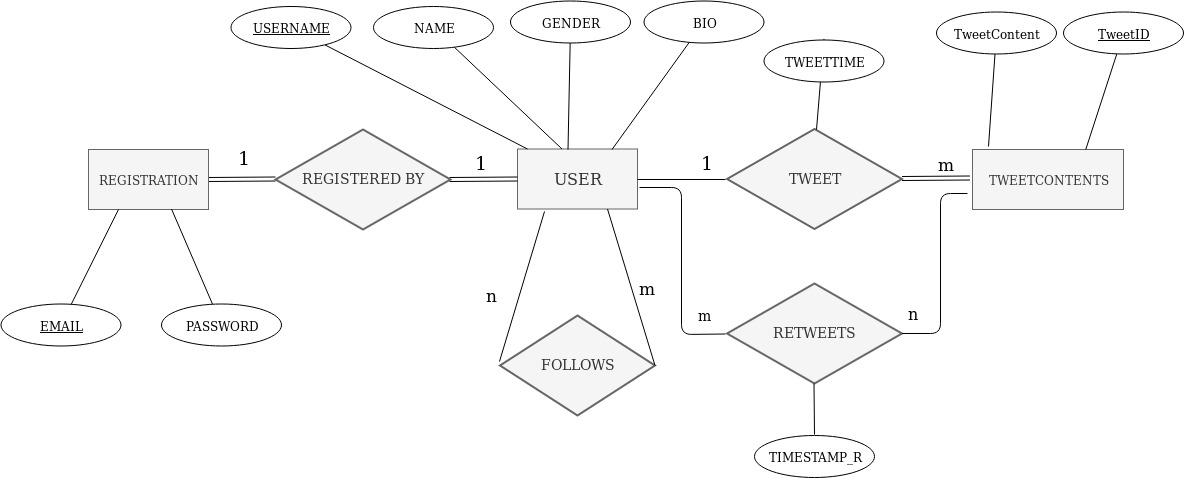 USERNAME
NAME
GENDER
BIO
TWEETTIME
TweetContent
TweetID
REGISTRATION
1
REGISTERED BY
1
USER
1
TWEET
m
TWEETCONTENTS
EMAIL
PASSWORD
n
m
FOLLOWS
m
RETWEETS
n
TIMESTAMP_R